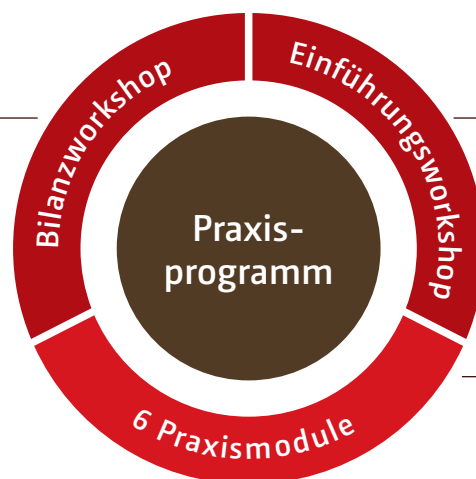 Bilanzworkshop
Einführungsworkshop
Praxis-
programm
6 Praxismodule